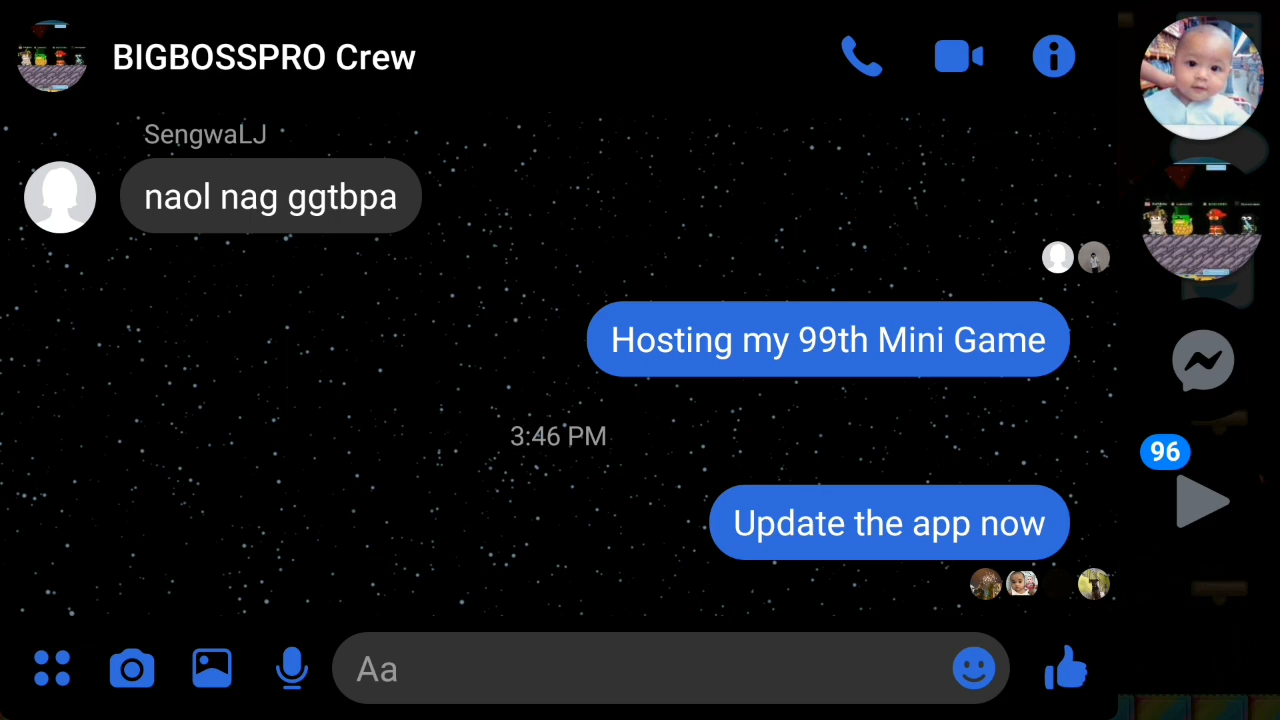 BIGBOSSPRO Crew
SengwaLJ
naol nag ggtbpa
Hosting my 99th Mini Game
3:46 PM
96
Update the app now
Aa